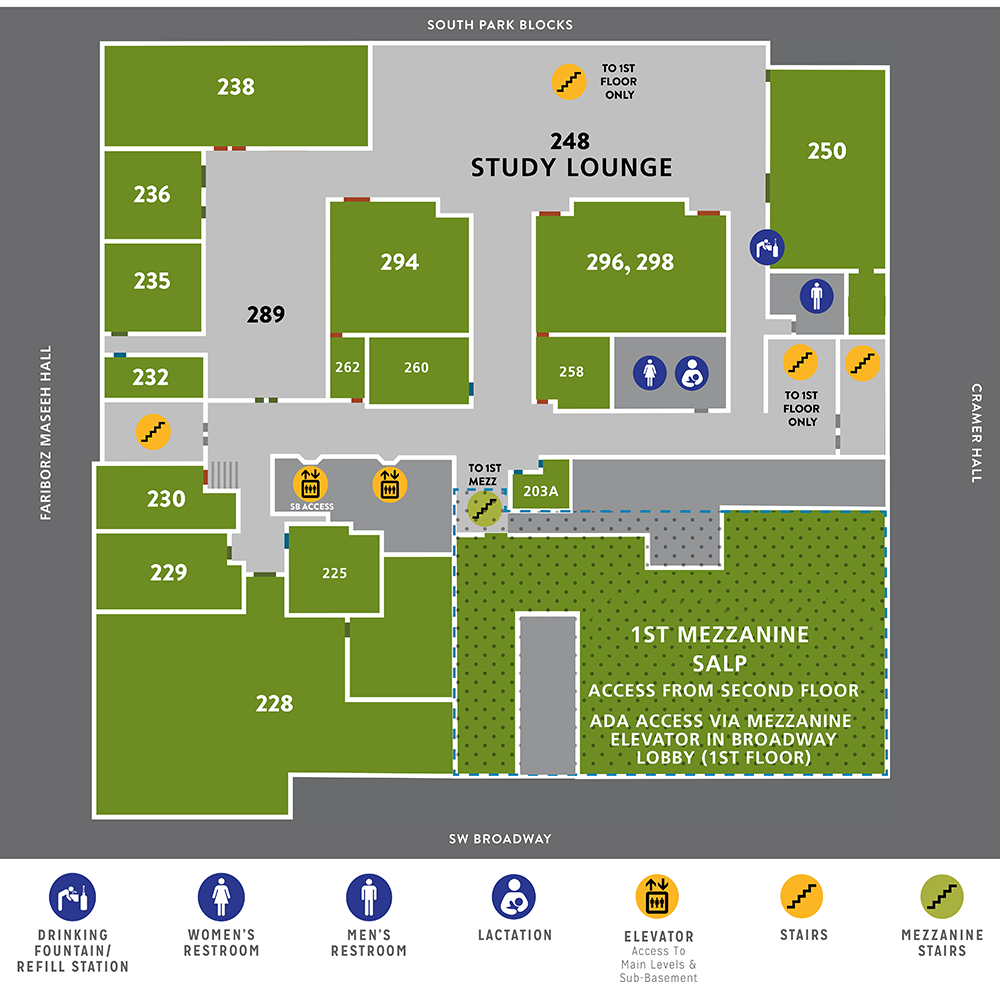 SOUTH PARK BLOCKS
TO 1ST
FLOOR
ONLY
238
248
STUDY LOUNGE
250
236
294
296, 298
235
289
262
260
258
232
TO 1ST
FLOOR
ONLY
FARIBORZ MASEEH HALL
CRAMER HALL
TO 1ST
MEZZ
230
SB ACCESS
203A
229
225
1ST MEZZANINE
SALP
ACCESS FROM SECOND FLOOR
ADA ACCESS VIA MEZZANINE
ELEVATOR IN BROADWAY
LOBBY (1ST FLOOR)
228
SW BROADWAY
DRINKING
FOUNTAIN/
REFILL STATION
WOMEN'S
RESTROOM
MEN'S
RESTROOM
LACTATION
ELEVATOR
Access To
Main Levels &
Sub-Basement
STAIRS
MEZZANINE
STAIRS